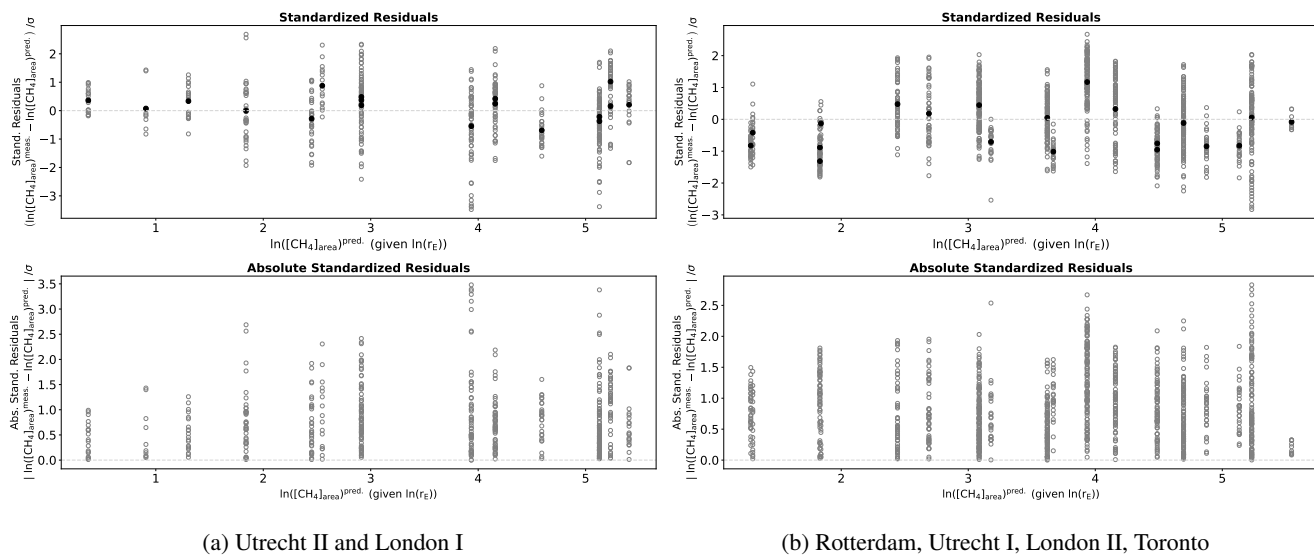 Standardized Residuals
Stand. Residuals
(ln([CH₄]area)^meas. − ln([CH₄]area)^pred.) /σ
2
1
0
−1
−2
−3
1 2 3 4 5
ln([CH₄]area)^pred. (given ln(rE))
Absolute Standardized Residuals
Abs. Stand. Residuals
| ln([CH₄]area)^meas. − ln([CH₄]area)^pred. | /σ
3.5
3.0
2.5
2.0
1.5
1.0
0.5
0.0
1 2 3 4 5
ln([CH₄]area)^pred. (given ln(rE))
(a) Utrecht II and London I
Standardized Residuals
Stand. Residuals
(ln([CH₄]area)^meas. − ln([CH₄]area)^pred.) /σ
2
1
0
−1
−2
−3
2 3 4 5
ln([CH₄]area)^pred. (given ln(rE))
Absolute Standardized Residuals
Abs. Stand. Residuals
| ln([CH₄]area)^meas. − ln([CH₄]area)^pred. | /σ
2.5
2.0
1.5
1.0
0.5
0.0
2 3 4 5
ln([CH₄]area)^pred. (given ln(rE))
(b) Rotterdam, Utrecht I, London II, Toronto